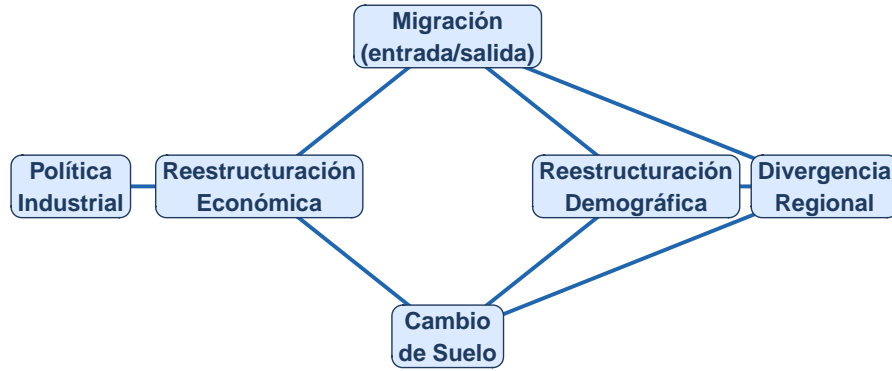 Migración
(entrada/salida)
Política
Industrial
Reestructuración
Económica
Reestructuración
Demográfica
Divergencia
Regional
Cambio
de Suelo